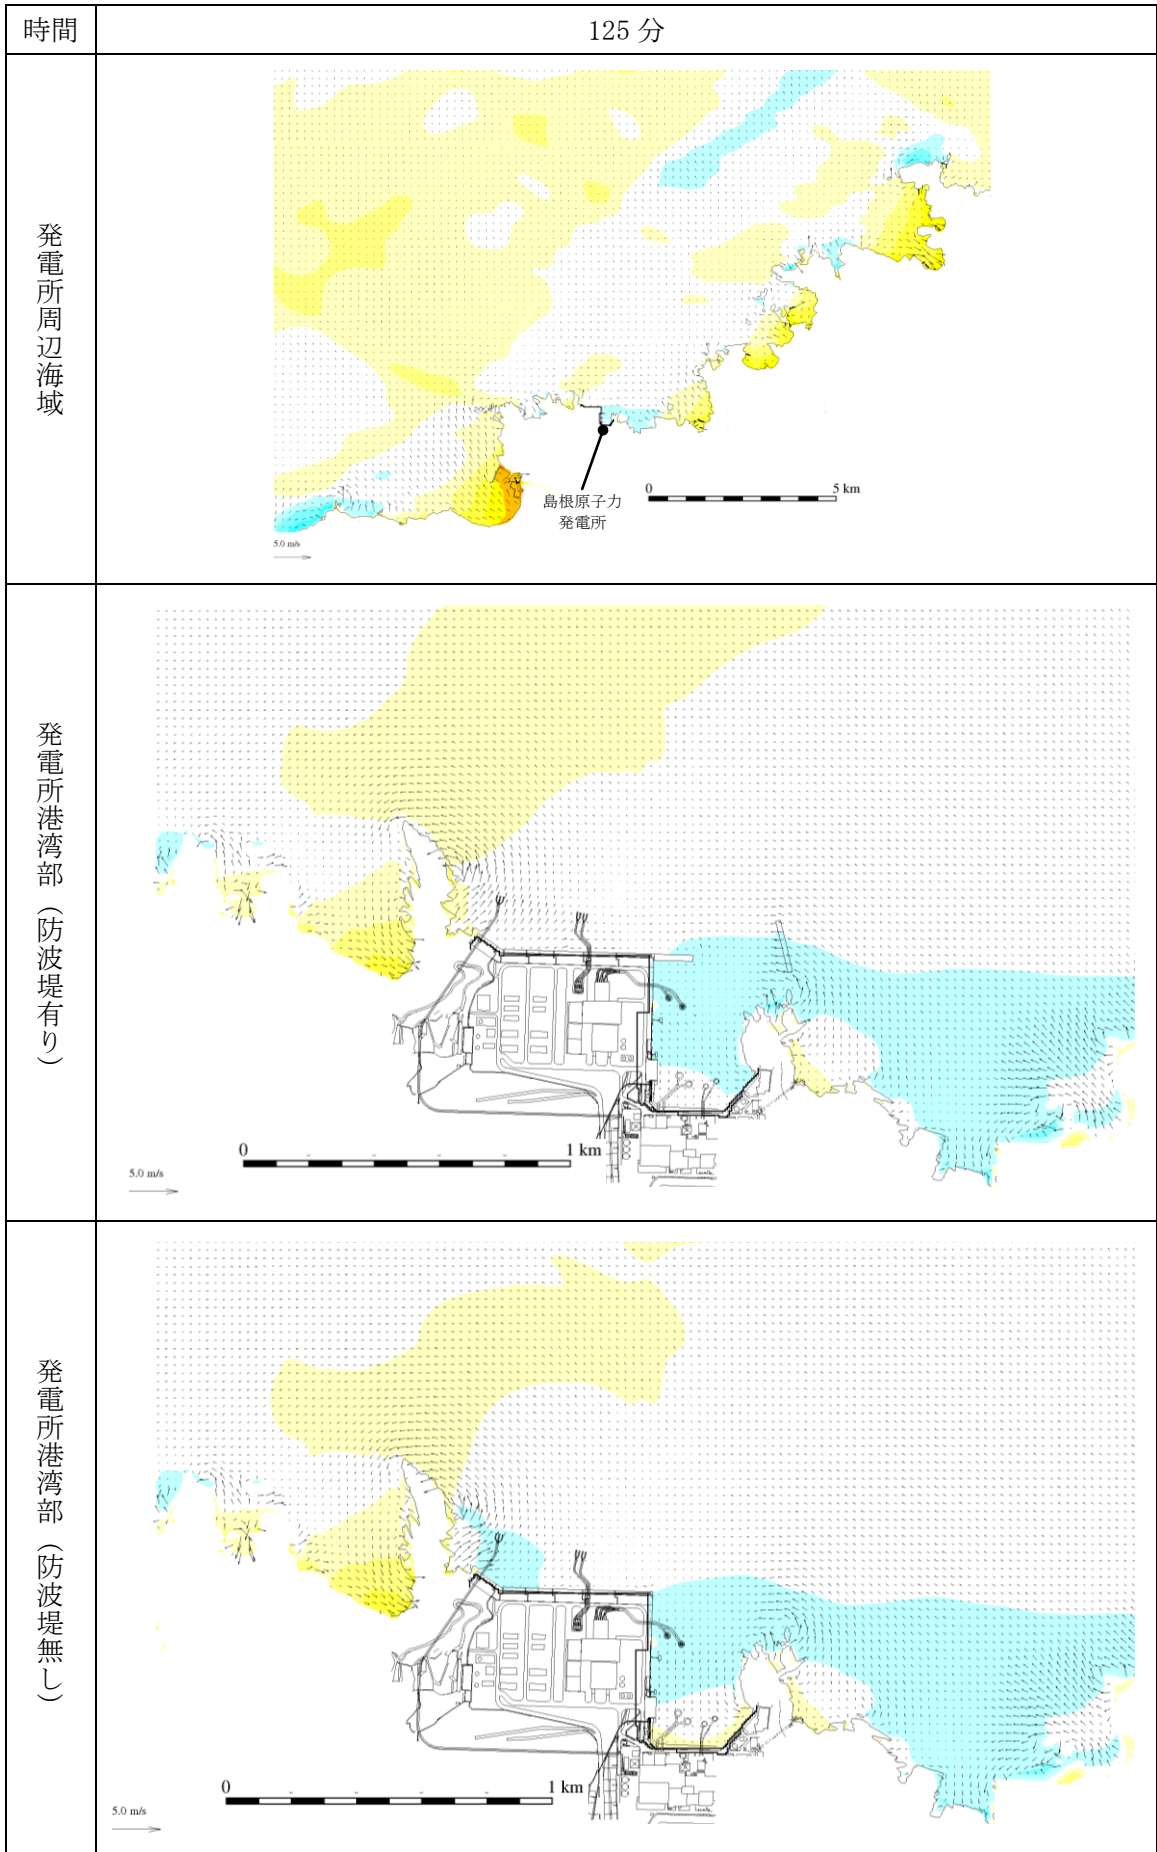 時間
125 分
発電所周辺海域
島根原子力
発電所
0
5 km
5.0 m/s
発電所港湾部（防波堤有り）
0
1 km
5.0 m/s
発電所港湾部（防波堤無し）
0
1 km
5.0 m/s